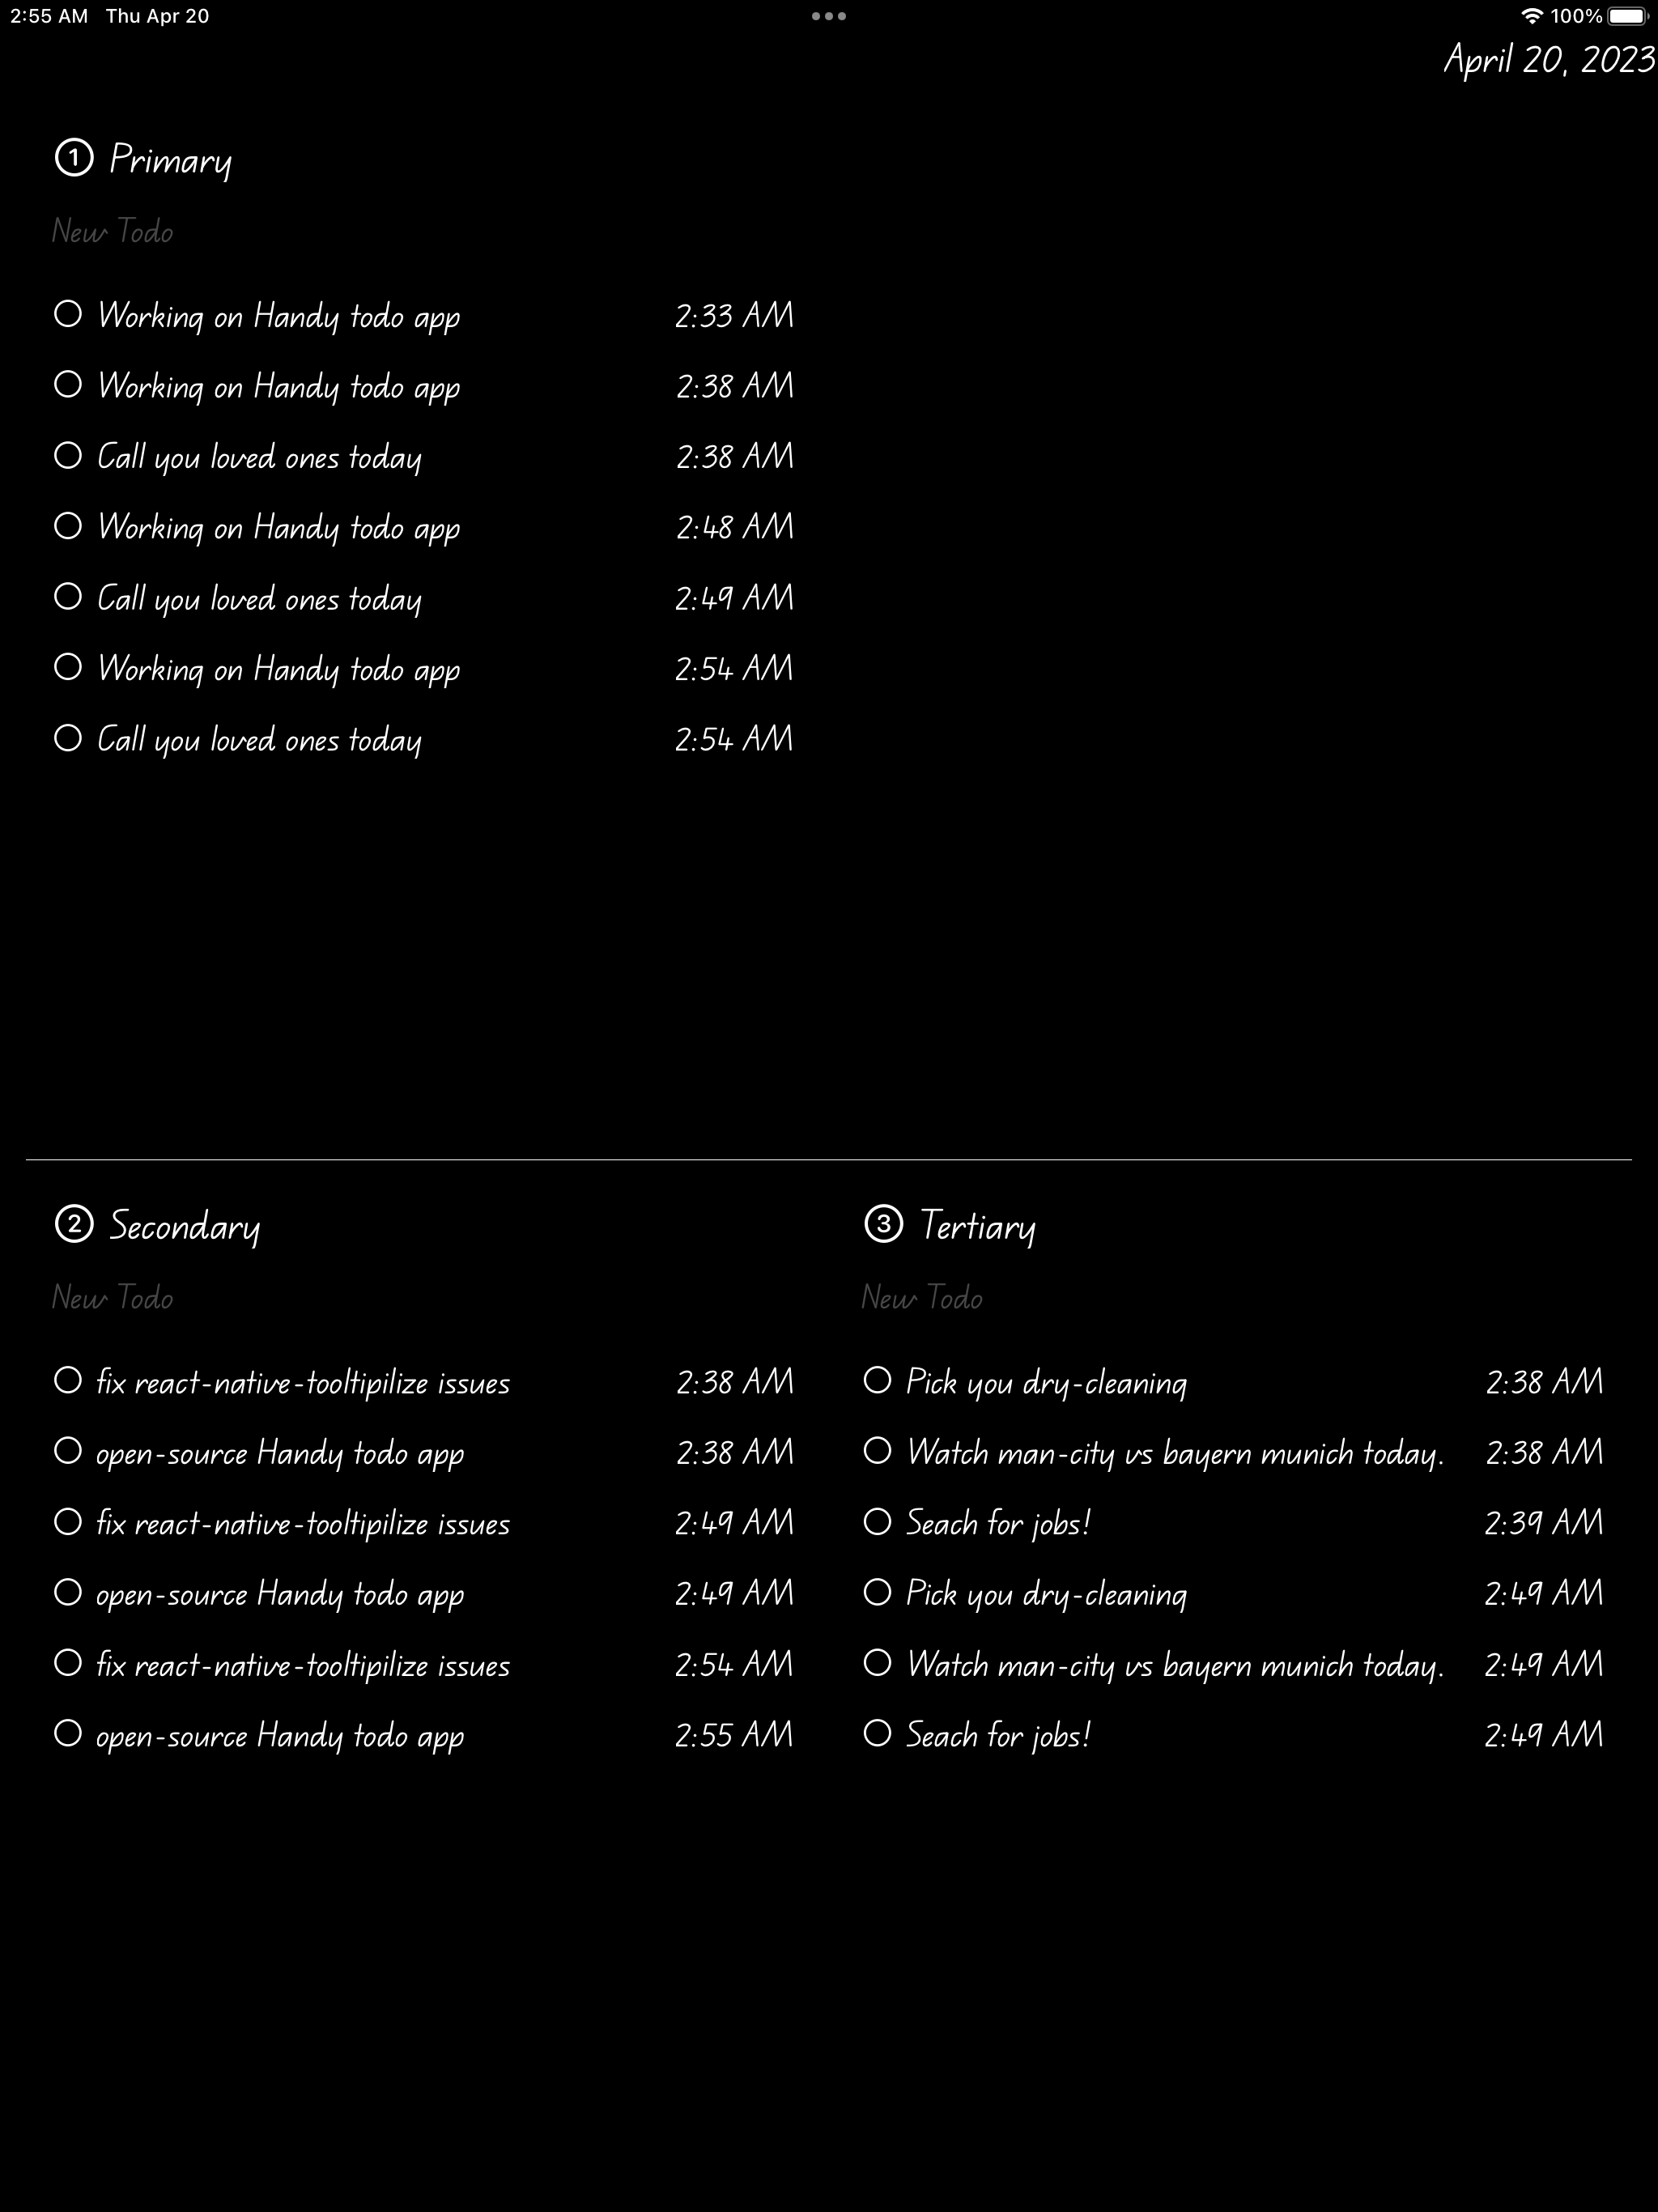 2:55 AM Thu Apr 20 100%
April 20, 2023
1 Primary
New Todo
Working on Handy todo app 2:33 AM
Working on Handy todo app 2:38 AM
Call you loved ones today 2:38 AM
Working on Handy todo app 2:48 AM
Call you loved ones today 2:49 AM
Working on Handy todo app 2:54 AM
Call you loved ones today 2:54 AM
2 Secondary
New Todo
fix react-native-tooltipilize issues 2:38 AM
open-source Handy todo app 2:38 AM
fix react-native-tooltipilize issues 2:49 AM
open-source Handy todo app 2:49 AM
fix react-native-tooltipilize issues 2:54 AM
open-source Handy todo app 2:55 AM
3 Tertiary
New Todo
Pick you dry-cleaning 2:38 AM
Watch man-city vs bayern munich today. 2:38 AM
Seach for jobs! 2:39 AM
Pick you dry-cleaning 2:49 AM
Watch man-city vs bayern munich today. 2:49 AM
Seach for jobs! 2:49 AM